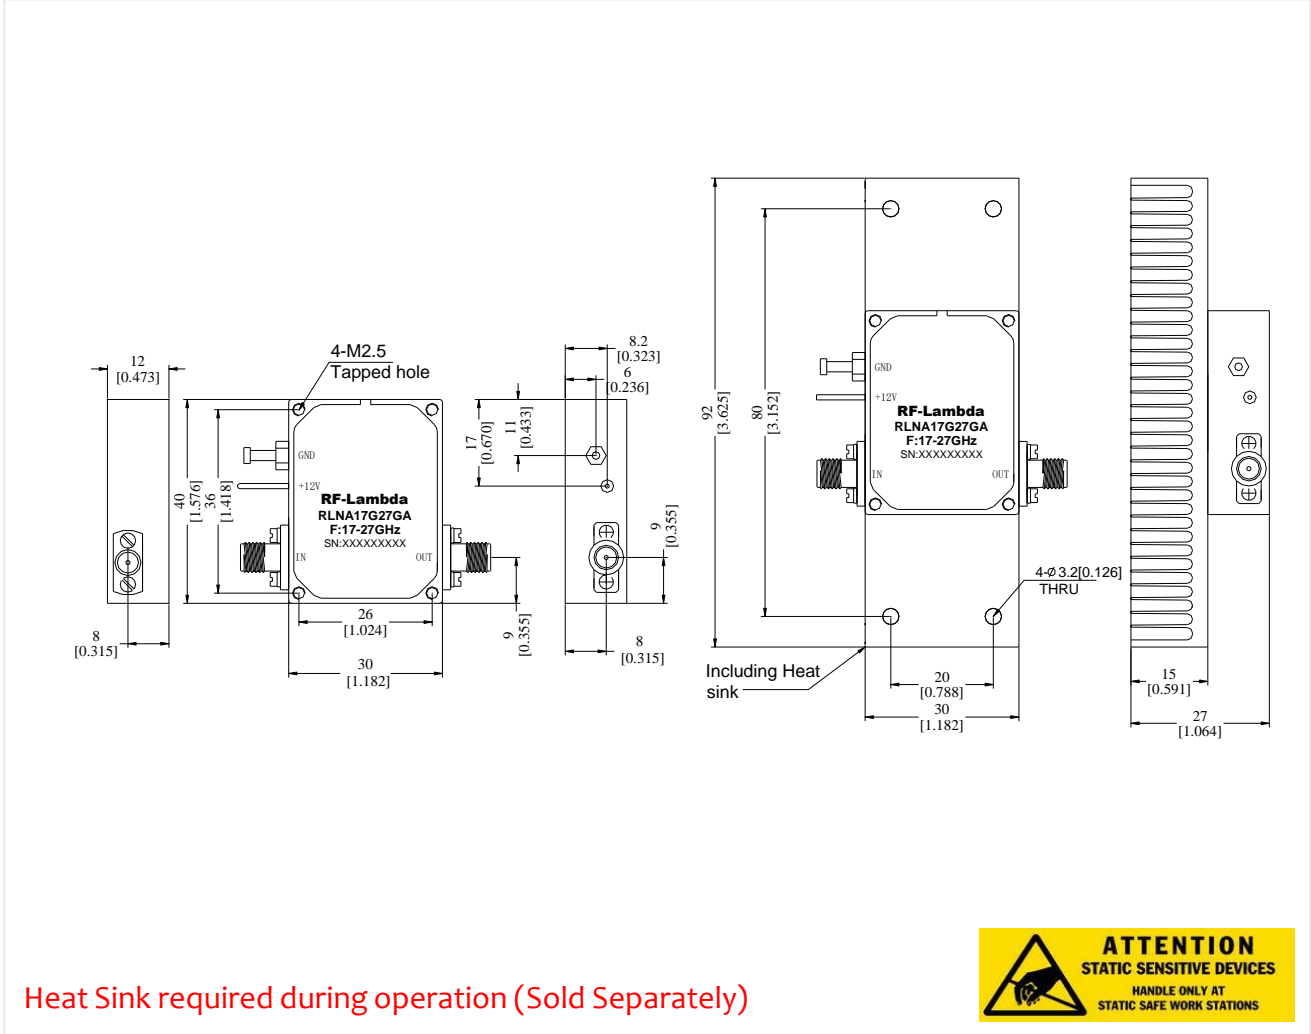 12
[0.473]
8
[0.315]
4-M2.5
Tapped hole
40
[1.576]
36
[1.418]
GND
+12V
RF-Lambda
RLNA17G27GA
F:17-27GHz
SN:XXXXXXXXX
IN
OUT
26
[1.024]
30
[1.182]
9
[0.355]
8.2
[0.323]
6
[0.236]
17
[0.670]
11
[0.433]
9
[0.355]
8
[0.315]
92
[3.625]
80
[3.152]
GND
+12V
RF-Lambda
RLNA17G27GA
F:17-27GHz
SN:XXXXXXXXX
IN
OUT
4-Ø3.2[0.126]
THRU
Including Heat
sink
20
[0.788]
30
[1.182]
15
[0.591]
27
[1.064]
Heat Sink required during operation (Sold Separately)
ATTENTION
STATIC SENSITIVE DEVICES
HANDLE ONLY AT
STATIC SAFE WORK STATIONS